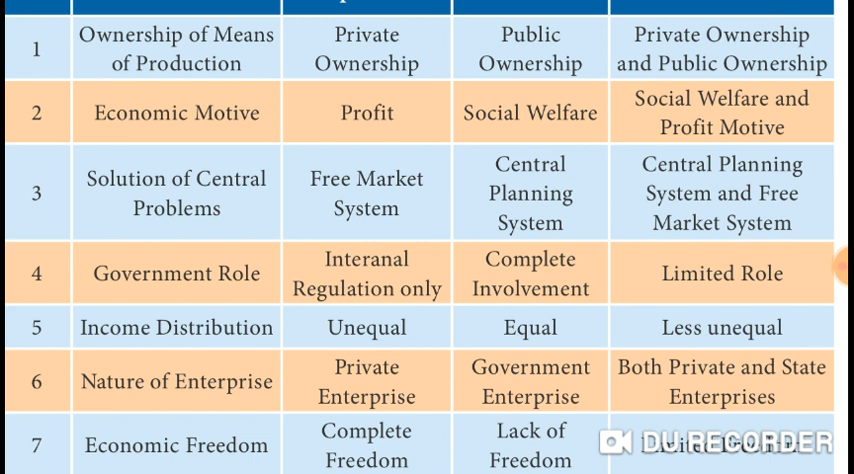 1
Ownership of Means
of Production
Private
Ownership
Public
Ownership
Private Ownership
and Public Ownership
2
Economic Motive
Profit
Social Welfare
Social Welfare and
Profit Motive
3
Solution of Central
Problems
Free Market
System
Central
Planning
System
Central Planning
System and Free
Market System
4
Government Role
Interanal
Regulation only
Complete
Involvement
Limited Role
5
Income Distribution
Unequal
Equal
Less unequal
6
Nature of Enterprise
Private
Enterprise
Government
Enterprise
Both Private and State
Enterprises
7
Economic Freedom
Complete
Freedom
Lack of
Freedom
DU RECORDER